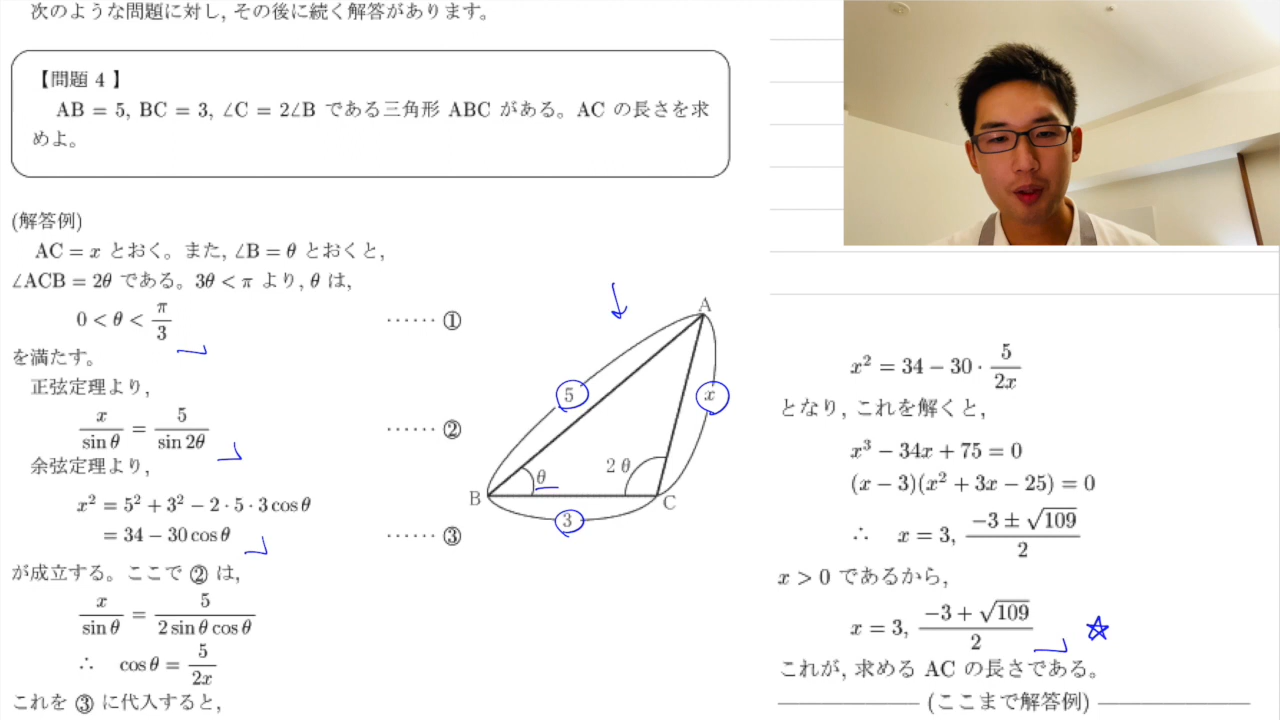 次のような問題に対し, その後に続く解答があります。
【問題 4 】
AB = 5, BC = 3, ∠C = 2∠B である三角形 ABC がある。AC の長さを求
めよ。
(解答例)
AC = x とおく。また, ∠B = θ とおくと,
∠ACB = 2θ である。3θ < π より, θ は,
0 < θ < π/3 ・・・・・・ ①
を満たす。
正弦定理より,
x/sin θ = 5/sin 2θ ・・・・・・ ②
余弦定理より,
x² = 5² + 3² − 2 · 5 · 3 cos θ
= 34 − 30 cos θ ・・・・・・ ③
が成立する。ここで ② は,
x/sin θ = 5/2 sin θ cos θ
∴ cos θ = 5/2x
これを ③ に代入すると,
A
5
x
θ
2 θ
B
C
3
x² = 34 − 30 · 5/2x
となり, これを解くと,
x³ − 34x + 75 = 0
(x − 3)(x² + 3x − 25) = 0
∴ x = 3, (−3 ± √109)/2
x > 0 であるから,
x = 3, (−3 + √109)/2
これが, 求める AC の長さである。
(ここまで解答例)